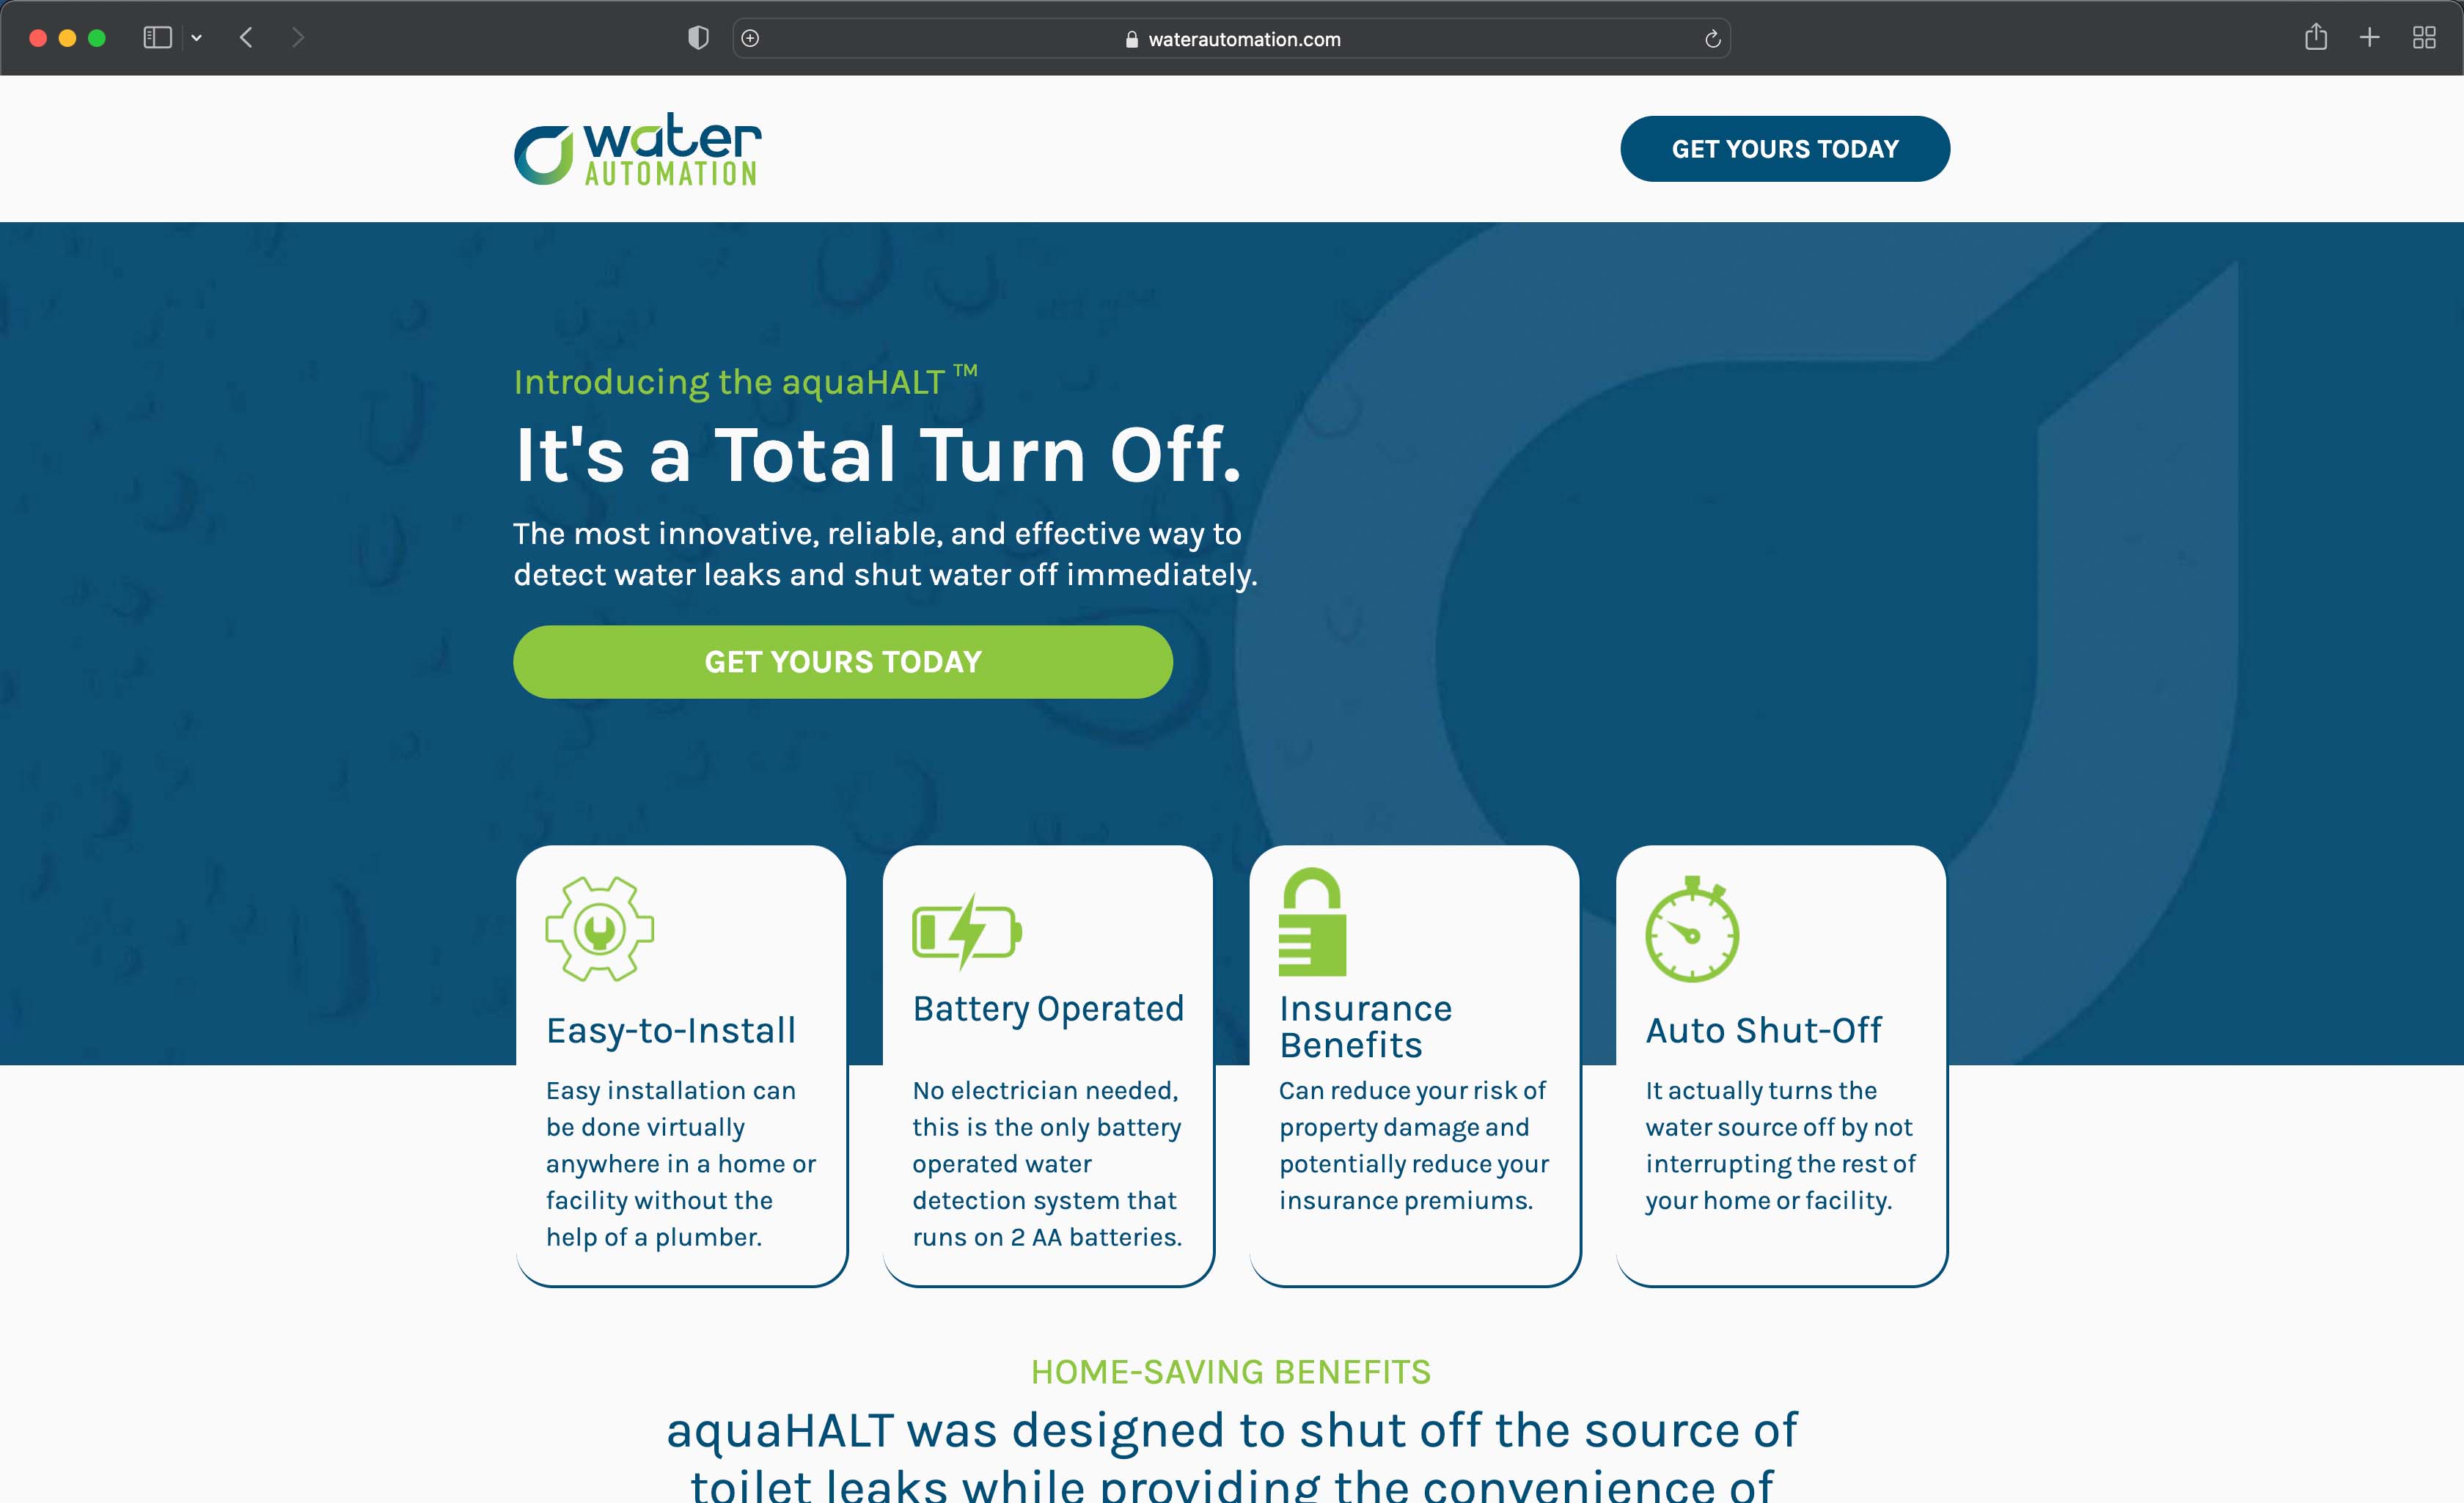 waterautomation.com
water
AUTOMATION
GET YOURS TODAY
Introducing the aquaHALT ™
It's a Total Turn Off.
The most innovative, reliable, and effective way to
detect water leaks and shut water off immediately.
GET YOURS TODAY
Easy-to-Install
Easy installation can
be done virtually
anywhere in a home or
facility without the
help of a plumber.
Battery Operated
No electrician needed,
this is the only battery
operated water
detection system that
runs on 2 AA batteries.
Insurance
Benefits
Can reduce your risk of
property damage and
potentially reduce your
insurance premiums.
Auto Shut-Off
It actually turns the
water source off by not
interrupting the rest of
your home or facility.
HOME-SAVING BENEFITS
aquaHALT was designed to shut off the source of
toilet leaks while providing the convenience of